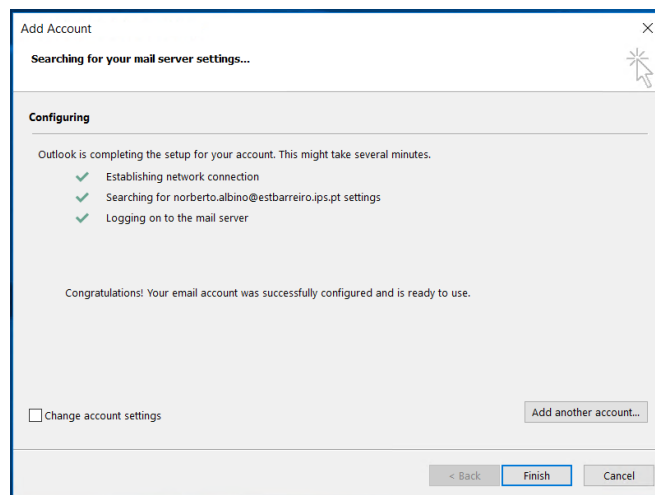 Add Account
Searching for your mail server settings...
Configuring
Outlook is completing the setup for your account. This might take several minutes.
Establishing network connection
Searching for norberto.albino@estbarreiro.ips.pt settings
Logging on to the mail server
Congratulations! Your email account was successfully configured and is ready to use.
Change account settings
Add another account...
< Back
Finish
Cancel